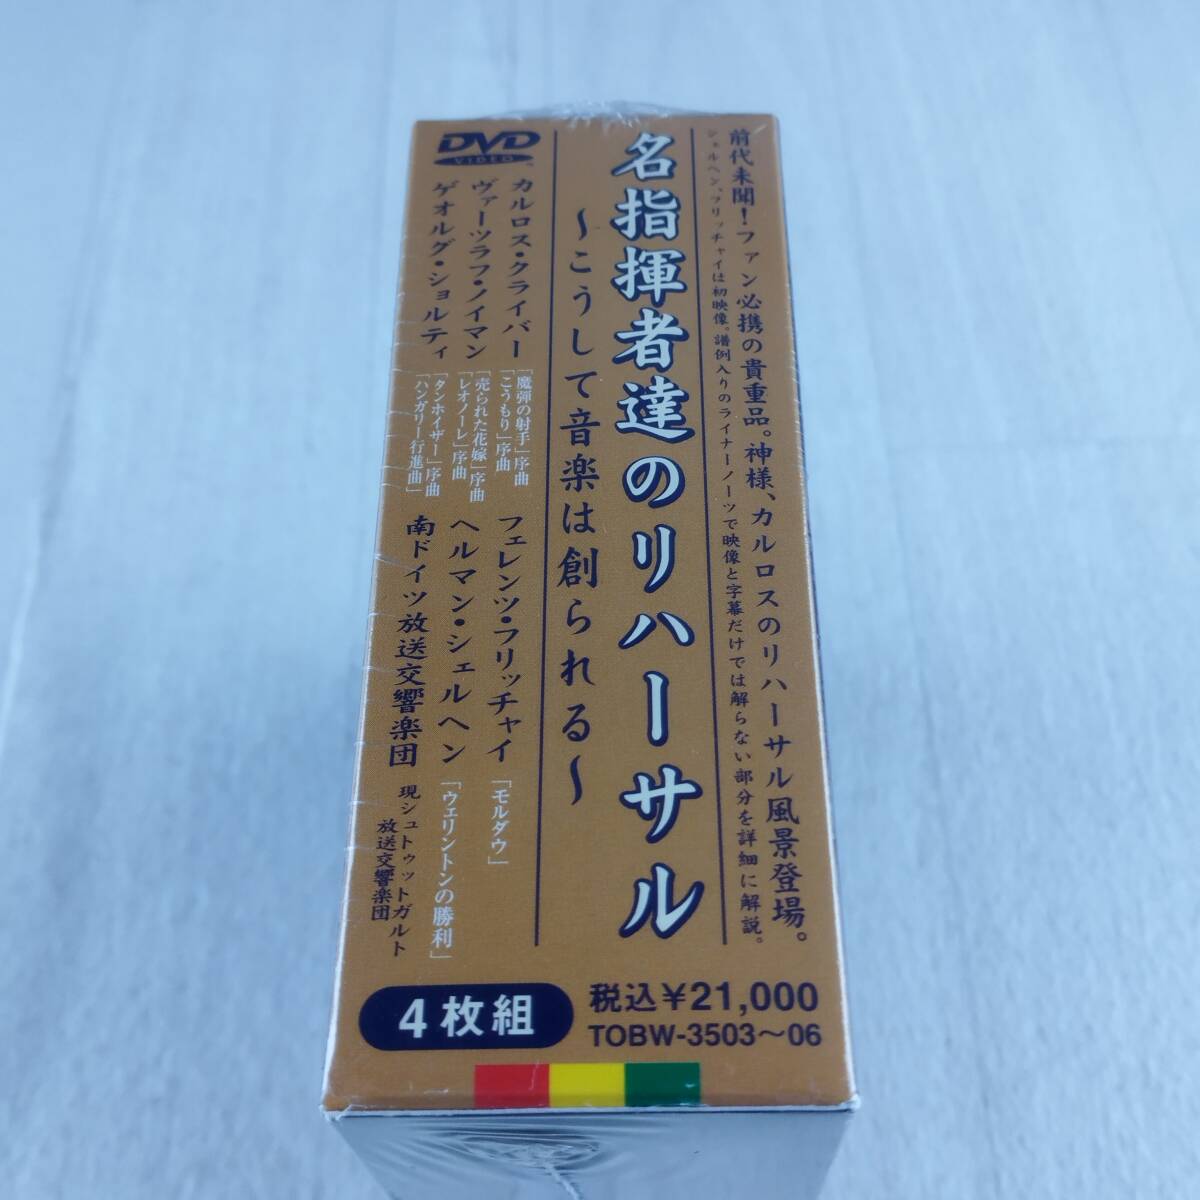 前代未聞!ファン必携の貴重品。神様、カルロスのリハーサル風景登場。
シェルヘン、フリッチャイは初映像。譜例入りのライナーノーツで映像と字幕だけでは解らない部分を詳細に解説。
名指揮者達のリハーサル
〜こうして音楽は創られる〜
DVD
VIDEO
カルロス・クライバー
「魔弾の射手」序曲
「こうもり」序曲
ヴァーツラフ・ノイマン
「売られた花嫁」序曲
「レオノーレ」序曲
ゲオルグ・ショルティ
「タンホイザー」序曲
「ハンガリー行進曲」
フェレンツ・フリッチャイ
「モルダウ」
ヘルマン・シェルヘン
「ウェリントンの勝利」
南ドイツ放送交響楽団
現シュトゥットガルト
放送交響楽団
4枚組
税込¥21,000
TOBW-3503〜06